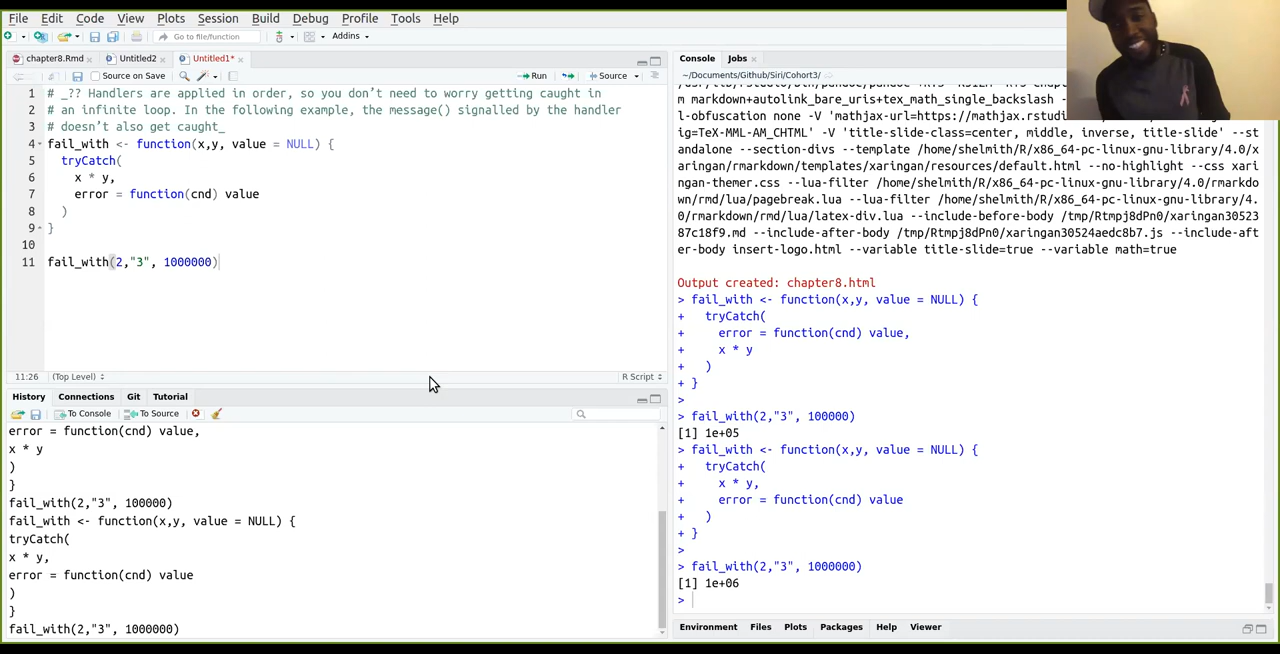 File Edit Code View Plots Session Build Debug Profile Tools Help
Go to file/function Addins
chapter8.Rmd Untitled2 Untitled1*
Source on Save Run Source
1 # _?? Handlers are applied in order, so you don't need to worry getting caught in
2 # an infinite loop. In the following example, the message() signalled by the handler
3 # doesn't also get caught_
4 fail_with <- function(x,y, value = NULL) {
5 tryCatch(
6 x * y,
7 error = function(cnd) value
8 )
9 }
10
11 fail_with(2,"3", 1000000)
11:26 (Top Level) R Script
History Connections Git Tutorial
To Console To Source
error = function(cnd) value,
x * y
)
}
fail_with(2,"3", 100000)
fail_with <- function(x,y, value = NULL) {
tryCatch(
x * y,
error = function(cnd) value
)
}
fail_with(2,"3", 1000000)
Console Jobs
~/Documents/Github/Siri/Cohort3/
m markdown+autolink_bare_uris+tex_math_single_backslash -
l-obfuscation none -V 'mathjax-url=https://mathjax.rstudi
ig=TeX-MML-AM_CHTML' -V 'title-slide-class=center, middle, inverse, title-slide' --st
andalone --section-divs --template /home/shelmith/R/x86_64-pc-linux-gnu-library/4.0/x
aringan/rmarkdown/templates/xaringan/resources/default.html --no-highlight --css xari
ngan-themer.css --lua-filter /home/shelmith/R/x86_64-pc-linux-gnu-library/4.0/rmarkdo
wn/rmd/lua/pagebreak.lua --lua-filter /home/shelmith/R/x86_64-pc-linux-gnu-library/4.
0/rmarkdown/rmd/lua/latex-div.lua --include-before-body /tmp/Rtmpj8dPn0/xaringan30523
87c18f9.md --include-after-body /tmp/Rtmpj8dPn0/xaringan30524aedc8b7.js --include-aft
er-body insert-logo.html --variable title-slide=true --variable math=true
Output created: chapter8.html
> fail_with <- function(x,y, value = NULL) {
+ tryCatch(
+ error = function(cnd) value,
+ x * y
+ )
+ }
>
> fail_with(2,"3", 100000)
[1] 1e+05
> fail_with <- function(x,y, value = NULL) {
+ tryCatch(
+ x * y,
+ error = function(cnd) value
+ )
+ }
>
> fail_with(2,"3", 1000000)
[1] 1e+06
>
Environment Files Plots Packages Help Viewer